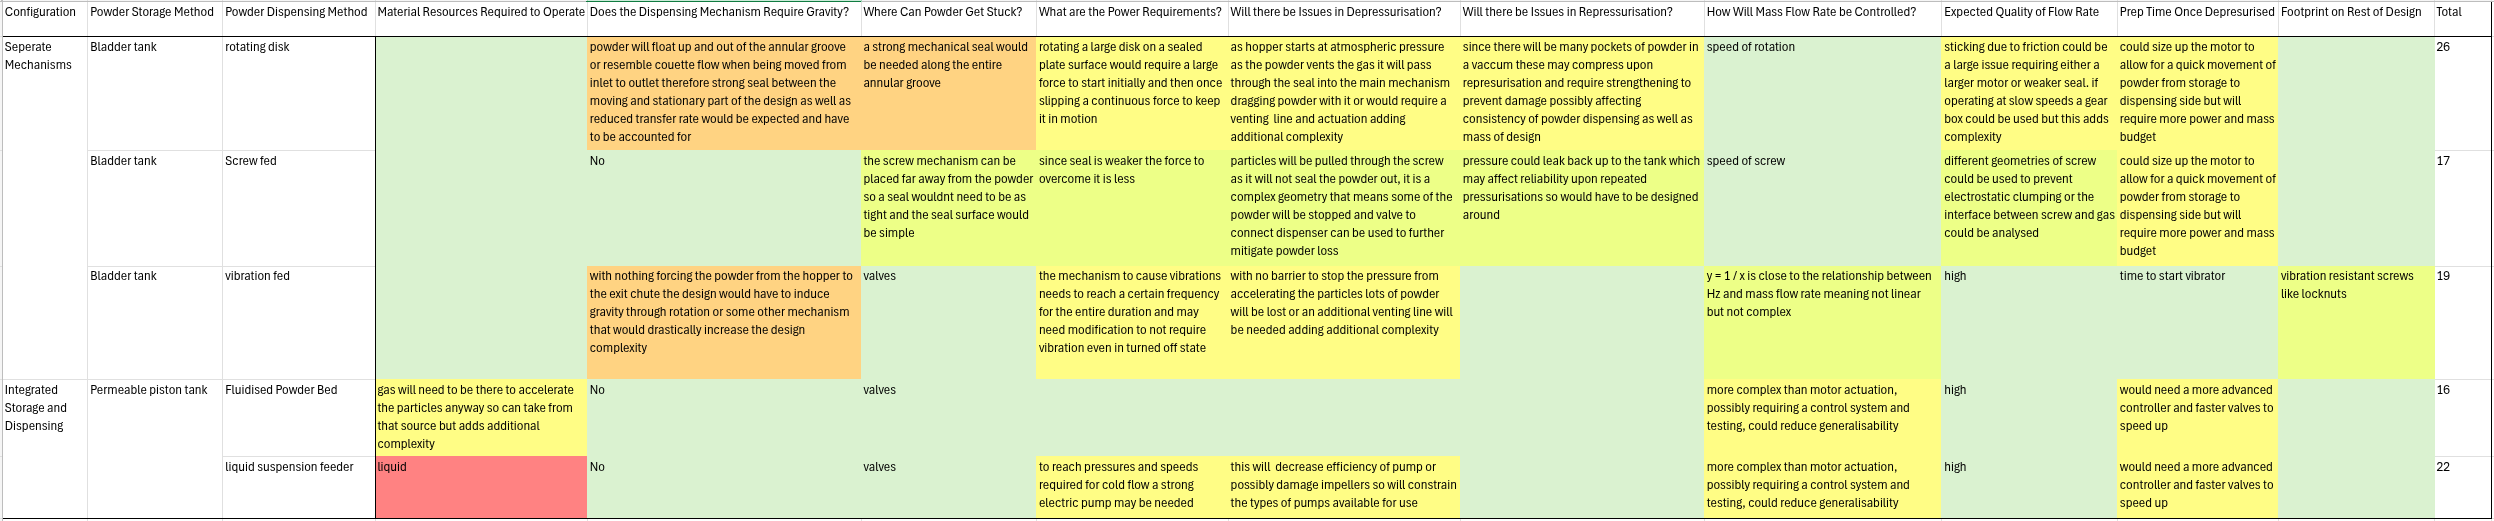 Configuration
Powder Storage Method
Powder Dispensing Method
Material Resources Required to Operate
Does the Dispensing Mechanism Require Gravity?
Where Can Powder Get Stuck?
What are the Power Requirements?
Will there be Issues in Depressurisation?
Will there be Issues in Repressurisation?
How Will Mass Flow Rate be Controlled?
Expected Quality of Flow Rate
Prep Time Once Depresurised
Footprint on Rest of Design
Total
Seperate
Mechanisms
Bladder tank
rotating disk
powder will float up and out of the annular groove
or resemble couette flow when being moved from
inlet to outlet therefore strong seal between the
moving and stationary part of the design as well as
reduced transfer rate would be expected and have
to be accounted for
a strong mechanical seal would
be needed along the entire
annular groove
rotating a large disk on a sealed
plate surface would require a large
force to start initially and then once
slipping a continuous force to keep
it in motion
as hopper starts at atmospheric pressure
as the powder vents the gas it will pass
through the seal into the main mechanism
dragging powder with it or would require a
venting line and actuation adding
additional complexity
since there will be many pockets of powder in
a vaccum these may compress upon
represurisation and require strengthening to
prevent damage possibly affecting
consistency of powder dispensing as well as
mass of design
speed of rotation
sticking due to friction could be
a large issue requiring either a
larger motor or weaker seal. if
operating at slow speeds a gear
box could be used but this adds
complexity
could size up the motor to
allow for a quick movement of
powder from storage to
dispensing side but will
require more power and mass
budget
26
Bladder tank
Screw fed
No
the screw mechanism can be
placed far away from the powder
so a seal wouldnt need to be as
tight and the seal surface would
be simple
since seal is weaker the force to
overcome it is less
particles will be pulled through the screw
as it will not seal the powder out, it is a
complex geometry that means some of the
powder will be stopped and valve to
connect dispenser can be used to further
mitigate powder loss
pressure could leak back up to the tank which
may affect reliability upon repeated
pressurisations so would have to be designed
around
speed of screw
different geometries of screw
could be used to prevent
electrostatic clumping or the
interface between screw and gas
could be analysed
could size up the motor to
allow for a quick movement of
powder from storage to
dispensing side but will
require more power and mass
budget
17
Bladder tank
vibration fed
with nothing forcing the powder from the hopper to
the exit chute the design would have to induce
gravity through rotation or some other mechanism
that would drastically increase the design
complexity
valves
the mechanism to cause vibrations
needs to reach a certain frequency
for the entire duration and may
need modification to not require
vibration even in turned off state
with no barrier to stop the pressure from
accelerating the particles lots of powder
will be lost or an additional venting line will
be needed adding additional complexity
y = 1 / x is close to the relationship between
Hz and mass flow rate meaning not linear
but not complex
high
time to start vibrator
vibration resistant screws
like locknuts
19
Integrated
Storage and
Dispensing
Permeable piston tank
Fluidised Powder Bed
gas will need to be there to accelerate
the particles anyway so can take from
that source but adds additional
complexity
No
valves
more complex than motor actuation,
possibly requiring a control system and
testing, could reduce generalisability
high
would need a more advanced
controller and faster valves to
speed up
16
liquid suspension feeder
liquid
No
valves
to reach pressures and speeds
required for cold flow a strong
electric pump may be needed
this will decrease efficiency of pump or
possibly damage impellers so will constrain
the types of pumps available for use
more complex than motor actuation,
possibly requiring a control system and
testing, could reduce generalisability
high
would need a more advanced
controller and faster valves to
speed up
22